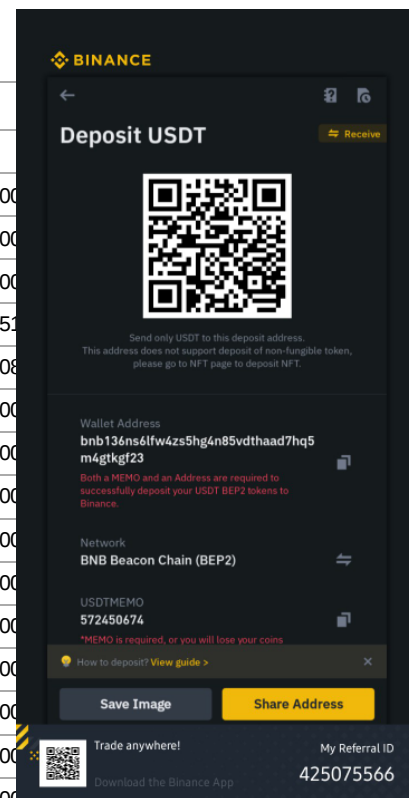 BINANCE
Deposit USDT
Receive
Send only USDT to this deposit address.
This address does not support deposit of non-fungible token,
please go to NFT page to deposit NFT.
Wallet Address
bnb136ns6lfw4zs5hg4n85vdthaad7hq5
m4gtkgf23
Both a MEMO and an Address are required to
successfully deposit your USDT BEP2 tokens to
Binance.
Network
BNB Beacon Chain (BEP2)
USDTMEMO
572450674
*MEMO is required, or you will lose your coins
How to deposit? View guide >
Save Image
Share Address
Trade anywhere!
My Referral ID
Download the Binance App
425075566